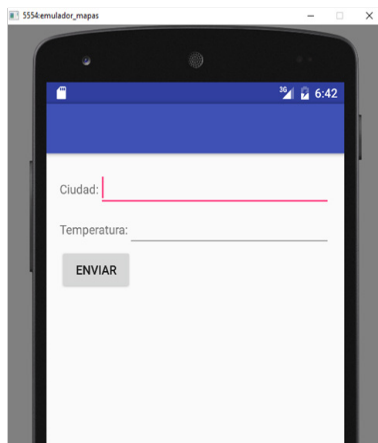 5554:emulador_mapas
3G 6:42
Ciudad:
Temperatura:
ENVIAR